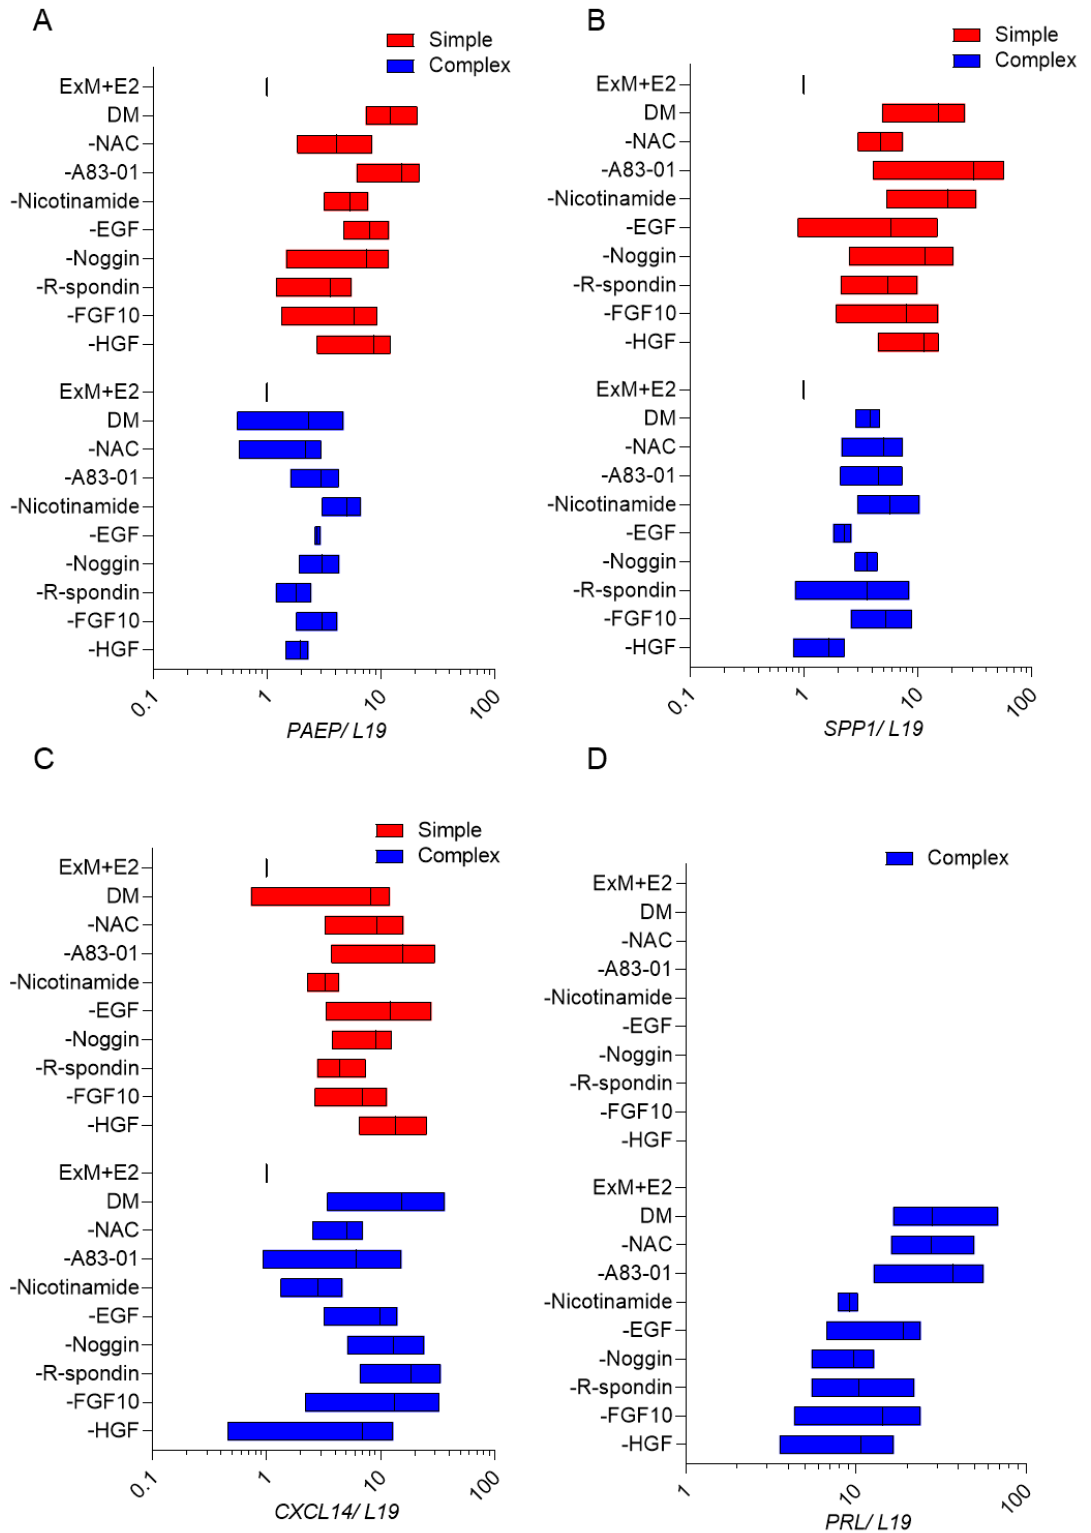 A
Simple
Complex
ExM+E2
DM
-NAC
-A83-01
-Nicotinamide
-EGF
-Noggin
-R-spondin
-FGF10
-HGF
ExM+E2
DM
-NAC
-A83-01
-Nicotinamide
-EGF
-Noggin
-R-spondin
-FGF10
-HGF
0.1 1 10 100
PAEP/ L19
B
Simple
Complex
ExM+E2
DM
-NAC
-A83-01
-Nicotinamide
-EGF
-Noggin
-R-spondin
-FGF10
-HGF
ExM+E2
DM
-NAC
-A83-01
-Nicotinamide
-EGF
-Noggin
-R-spondin
-FGF10
-HGF
0.1 1 10 100
SPP1/ L19
C
Simple
Complex
ExM+E2
DM
-NAC
-A83-01
-Nicotinamide
-EGF
-Noggin
-R-spondin
-FGF10
-HGF
ExM+E2
DM
-NAC
-A83-01
-Nicotinamide
-EGF
-Noggin
-R-spondin
-FGF10
-HGF
0.1 1 10 100
CXCL14/ L19
D
Complex
ExM+E2
DM
-NAC
-A83-01
-Nicotinamide
-EGF
-Noggin
-R-spondin
-FGF10
-HGF
ExM+E2
DM
-NAC
-A83-01
-Nicotinamide
-EGF
-Noggin
-R-spondin
-FGF10
-HGF
1 10 100
PRL/ L19